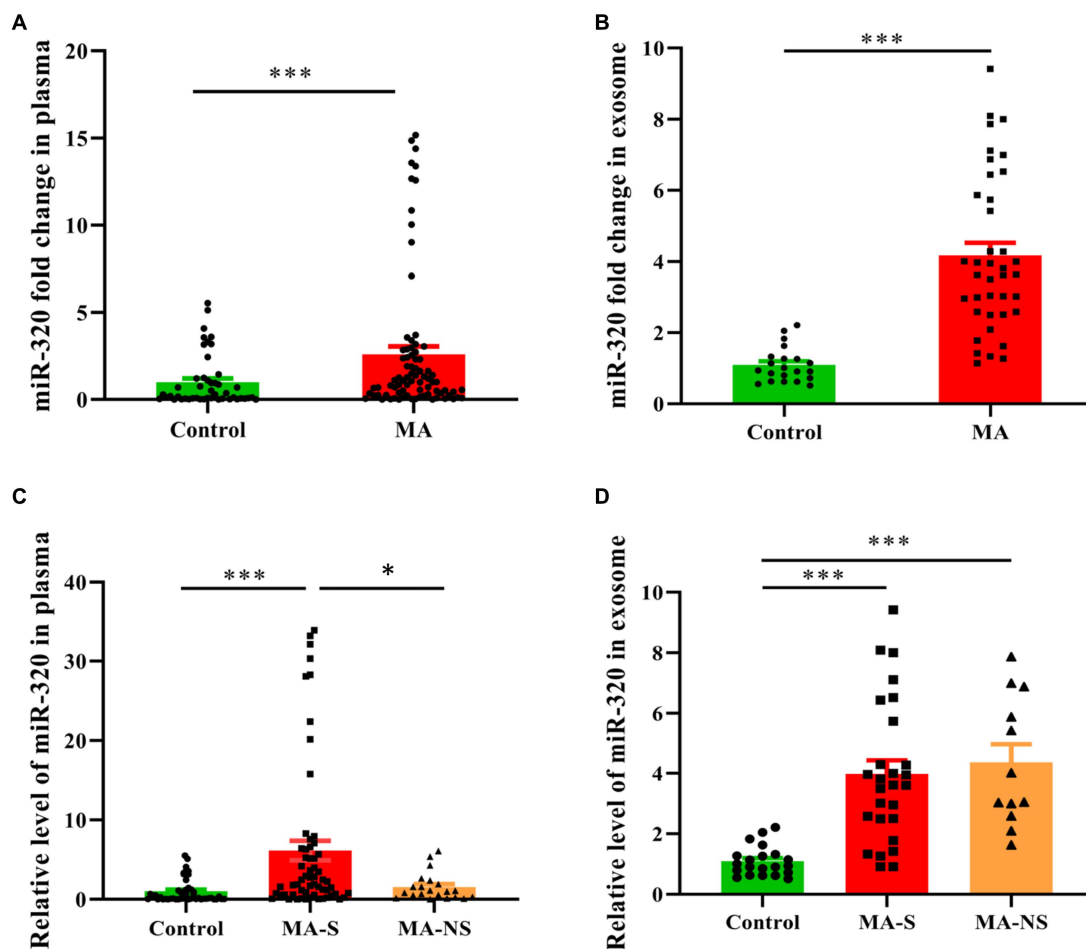 A
miR-320 fold change in plasma
20
15
10
5
0
***
Control MA
B
miR-320 fold change in exosome
10
8
6
4
2
0
***
Control MA
C
Relative level of miR-320 in plasma
40
30
20
10
0
*** *
Control MA-S MA-NS
D
Relative level of miR-320 in exosome
10
8
6
4
2
0
***
***
Control MA-S MA-NS